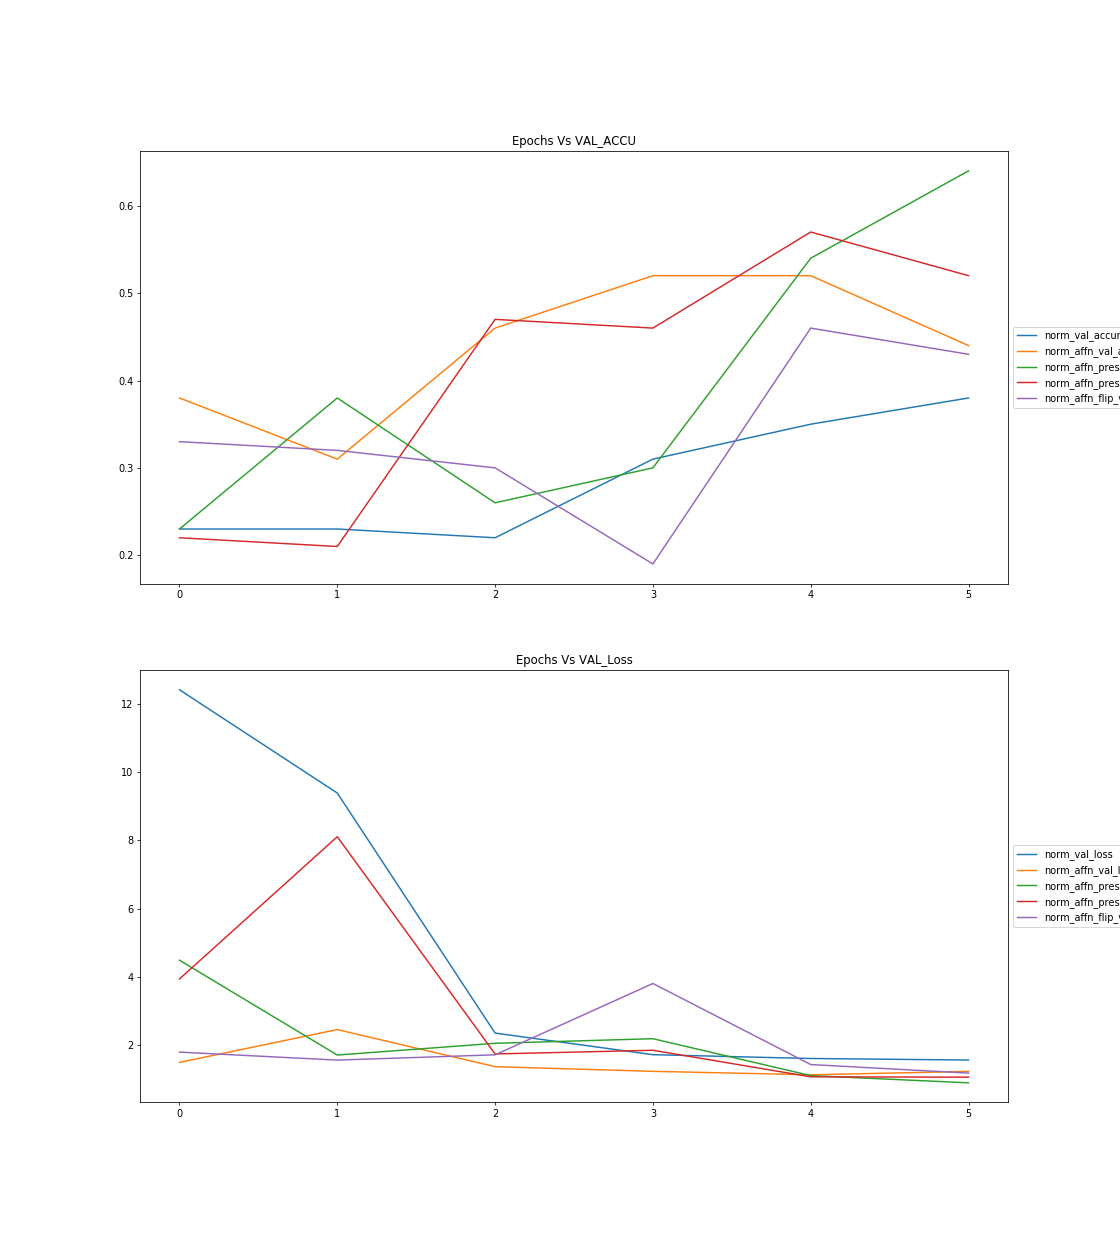 Epochs Vs VAL_ACCU
0.6
0.5
0.4
0.3
0.2
0 1 2 3 4 5
norm_val_accur
norm_affn_val_a
norm_affn_pres
norm_affn_pres
norm_affn_flip_v
Epochs Vs VAL_Loss
12
10
8
6
4
2
0 1 2 3 4 5
norm_val_loss
norm_affn_val_l
norm_affn_pres
norm_affn_pres
norm_affn_flip_v